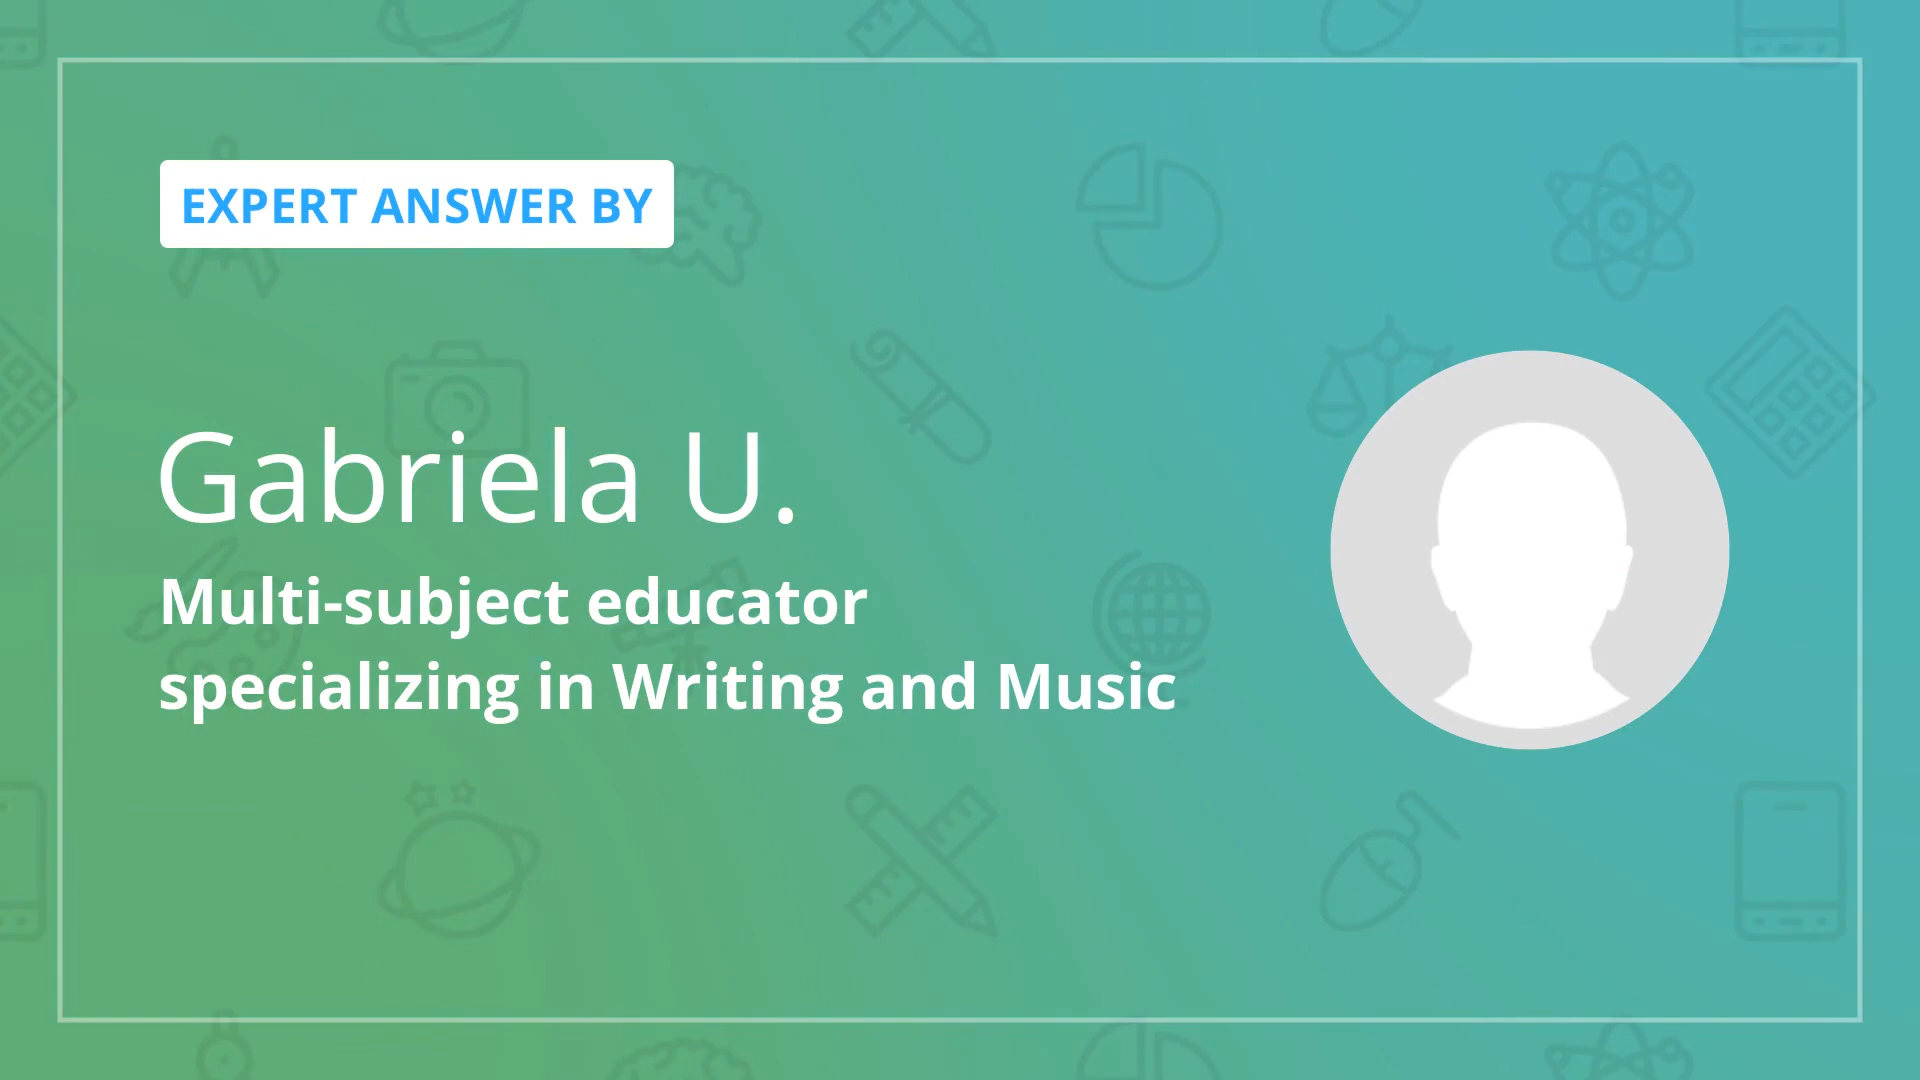 EXPERT ANSWER BY
Gabriela U.
Multi-subject educator
specializing in Writing and Music